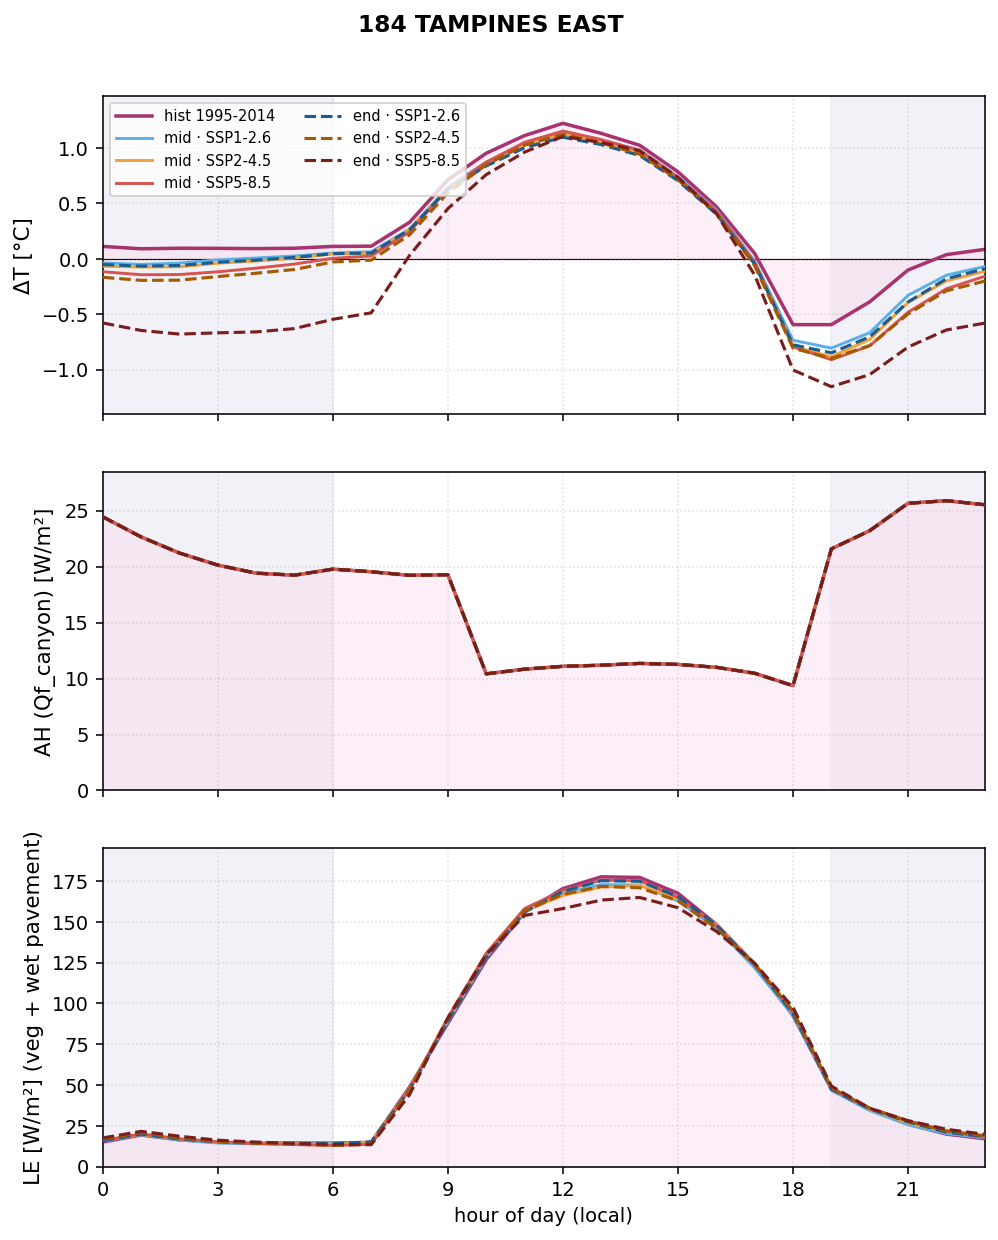 184 TAMPINES EAST
hist 1995-2014
mid · SSP1-2.6
mid · SSP2-4.5
mid · SSP5-8.5
end · SSP1-2.6
end · SSP2-4.5
end · SSP5-8.5
ΔT [°C]
1.0
0.5
0.0
−0.5
−1.0
AH (Qf_canyon) [W/m²]
25
20
15
10
5
0
LE [W/m²] (veg + wet pavement)
175
150
125
100
75
50
25
0
0 3 6 9 12 15 18 21
hour of day (local)